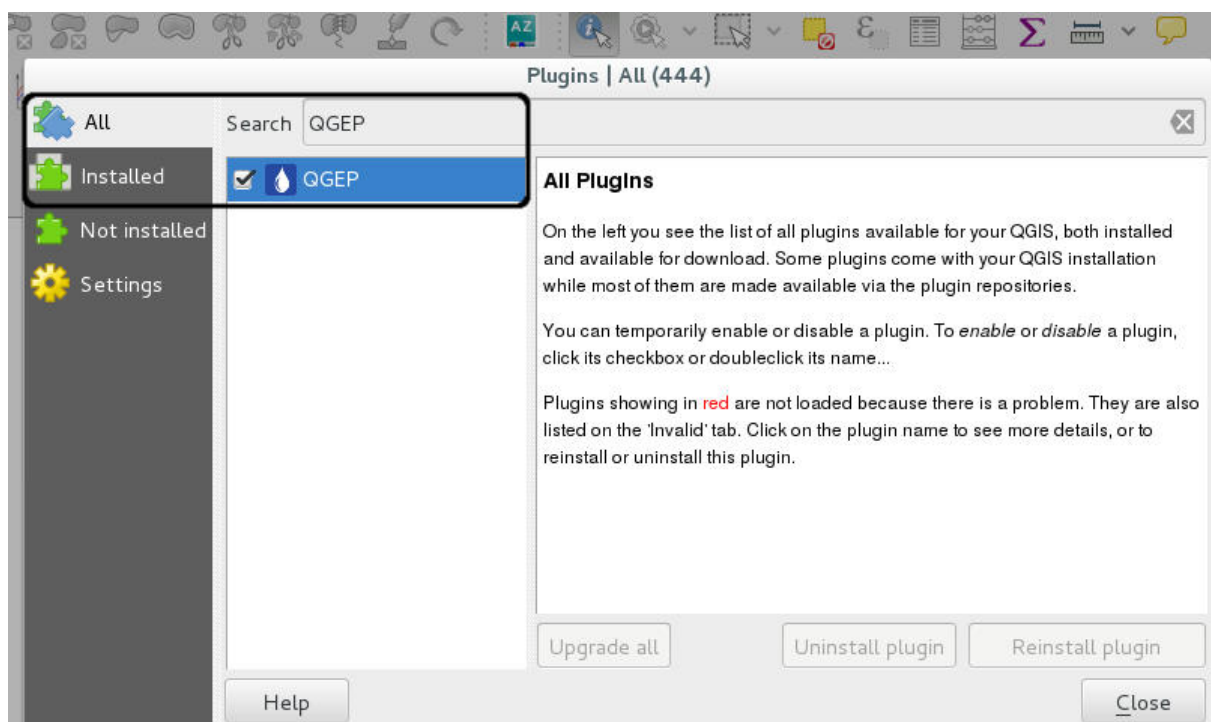 AZ
Plugins | All (444)
All
Search QGEP
Installed
QGEP
Not installed
Settings
All Plugins
On the left you see the list of all plugins available for your QGIS, both installed
and available for download. Some plugins come with your QGIS installation
while most of them are made available via the plugin repositories.
You can temporarily enable or disable a plugin. To enable or disable a plugin,
click its checkbox or doubleclick its name...
Plugins showing in red are not loaded because there is a problem. They are also
listed on the 'Invalid' tab. Click on the plugin name to see more details, or to
reinstall or uninstall this plugin.
Upgrade all
Uninstall plugin
Reinstall plugin
Help
Close